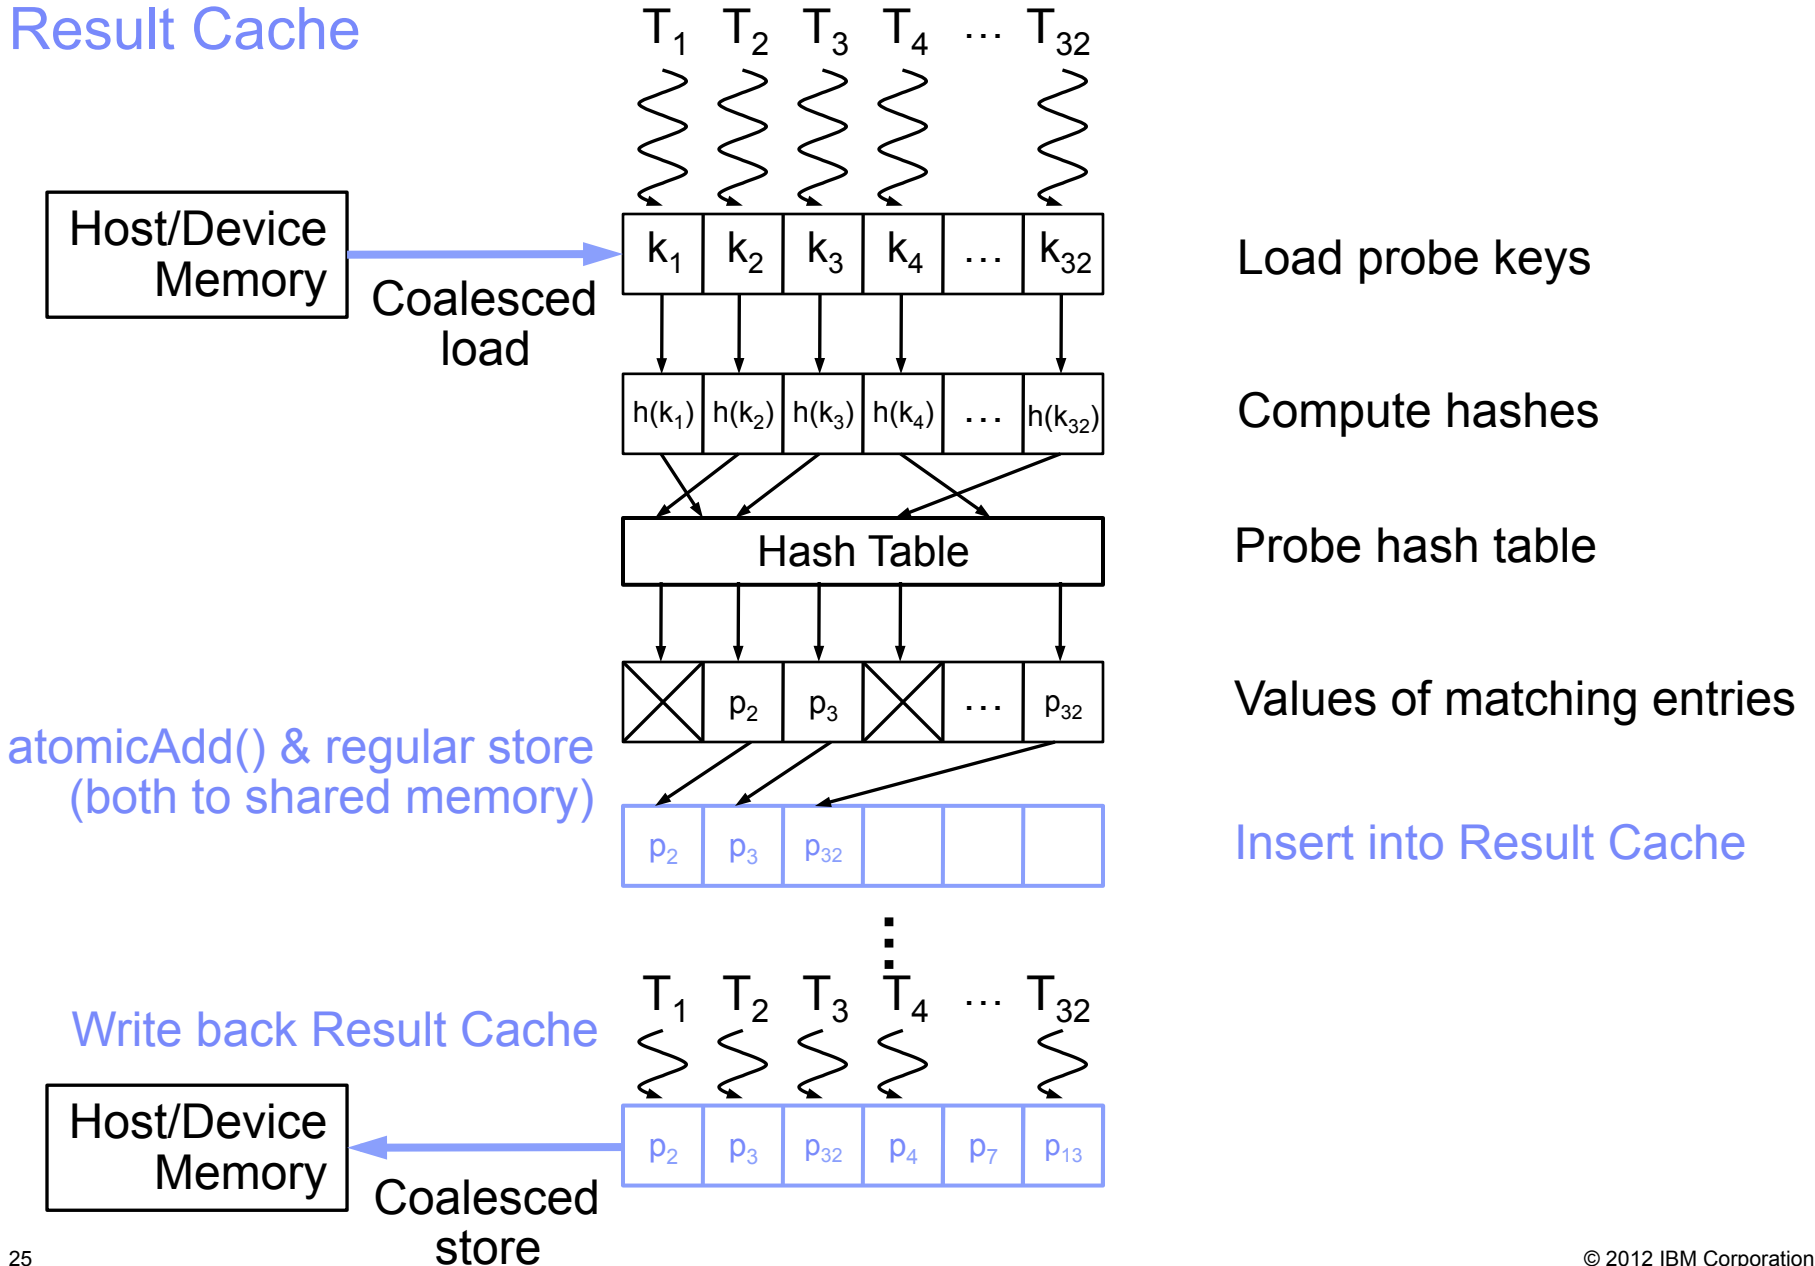 Result Cache
T1 T2 T3 T4 … T32
Host/Device
Memory
Coalesced
load
k1 k2 k3 k4 … k32
Load probe keys
h(k1) h(k2) h(k3) h(k4) … h(k32)
Compute hashes
Hash Table
Probe hash table
p2 p3 … p32
Values of matching entries
atomicAdd() & regular store
(both to shared memory)
p2 p3 p32
Insert into Result Cache
⋮
T1 T2 T3 T4 … T32
Write back Result Cache
Host/Device
Memory
Coalesced
store
p2 p3 p32 p4 p7 p13
25
© 2012 IBM Corporation